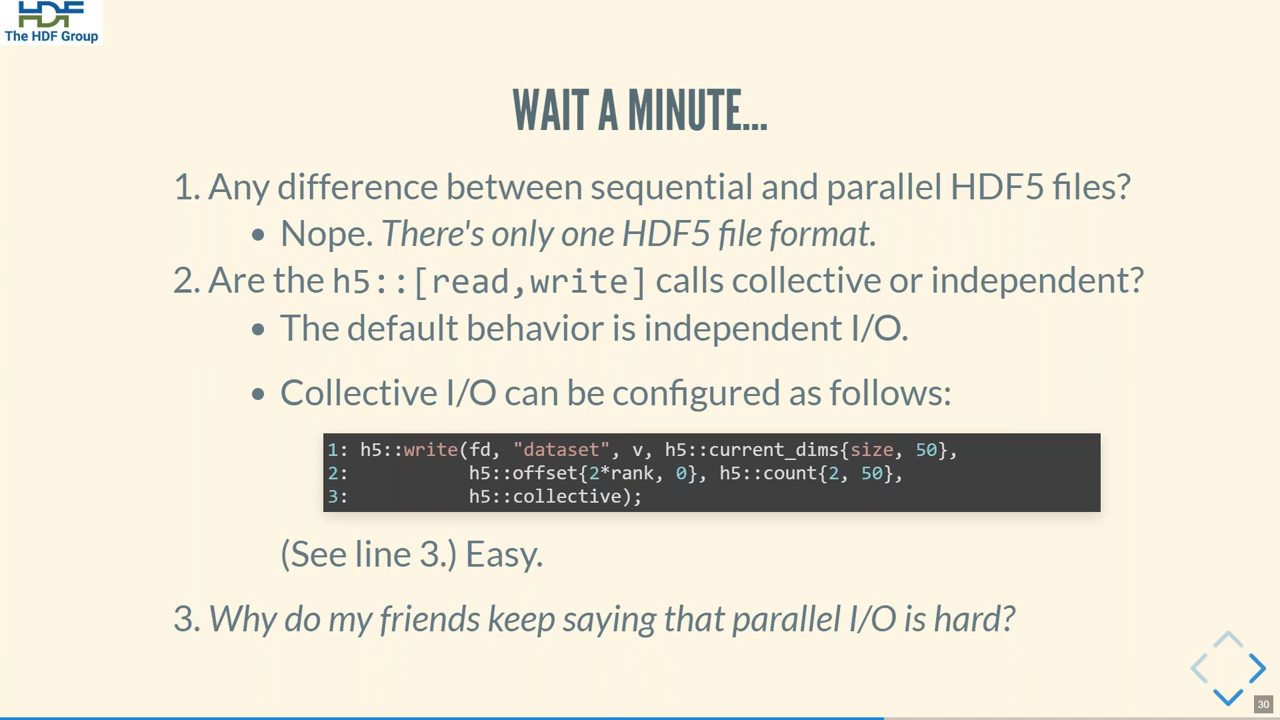 HDF
The HDF Group
WAIT A MINUTE...
1. Any difference between sequential and parallel HDF5 files?
• Nope. There's only one HDF5 file format.
2. Are the h5::[read,write] calls collective or independent?
• The default behavior is independent I/O.
• Collective I/O can be configured as follows:
1: h5::write(fd, "dataset", v, h5::current_dims{size, 50},
2:           h5::offset{2*rank, 0}, h5::count{2, 50},
3:           h5::collective);
(See line 3.) Easy.
3. Why do my friends keep saying that parallel I/O is hard?
30